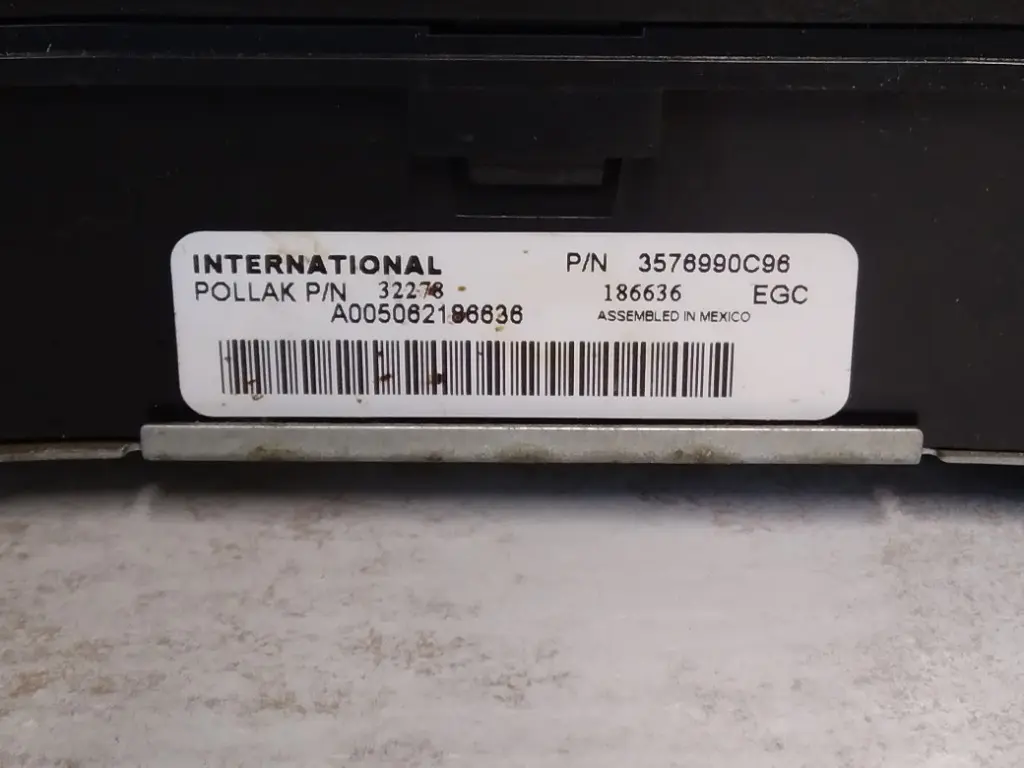 INTERNATIONAL P/N 3576990C96
POLLAK P/N 32278 186636 EGC
A005062186636 ASSEMBLED IN MEXICO